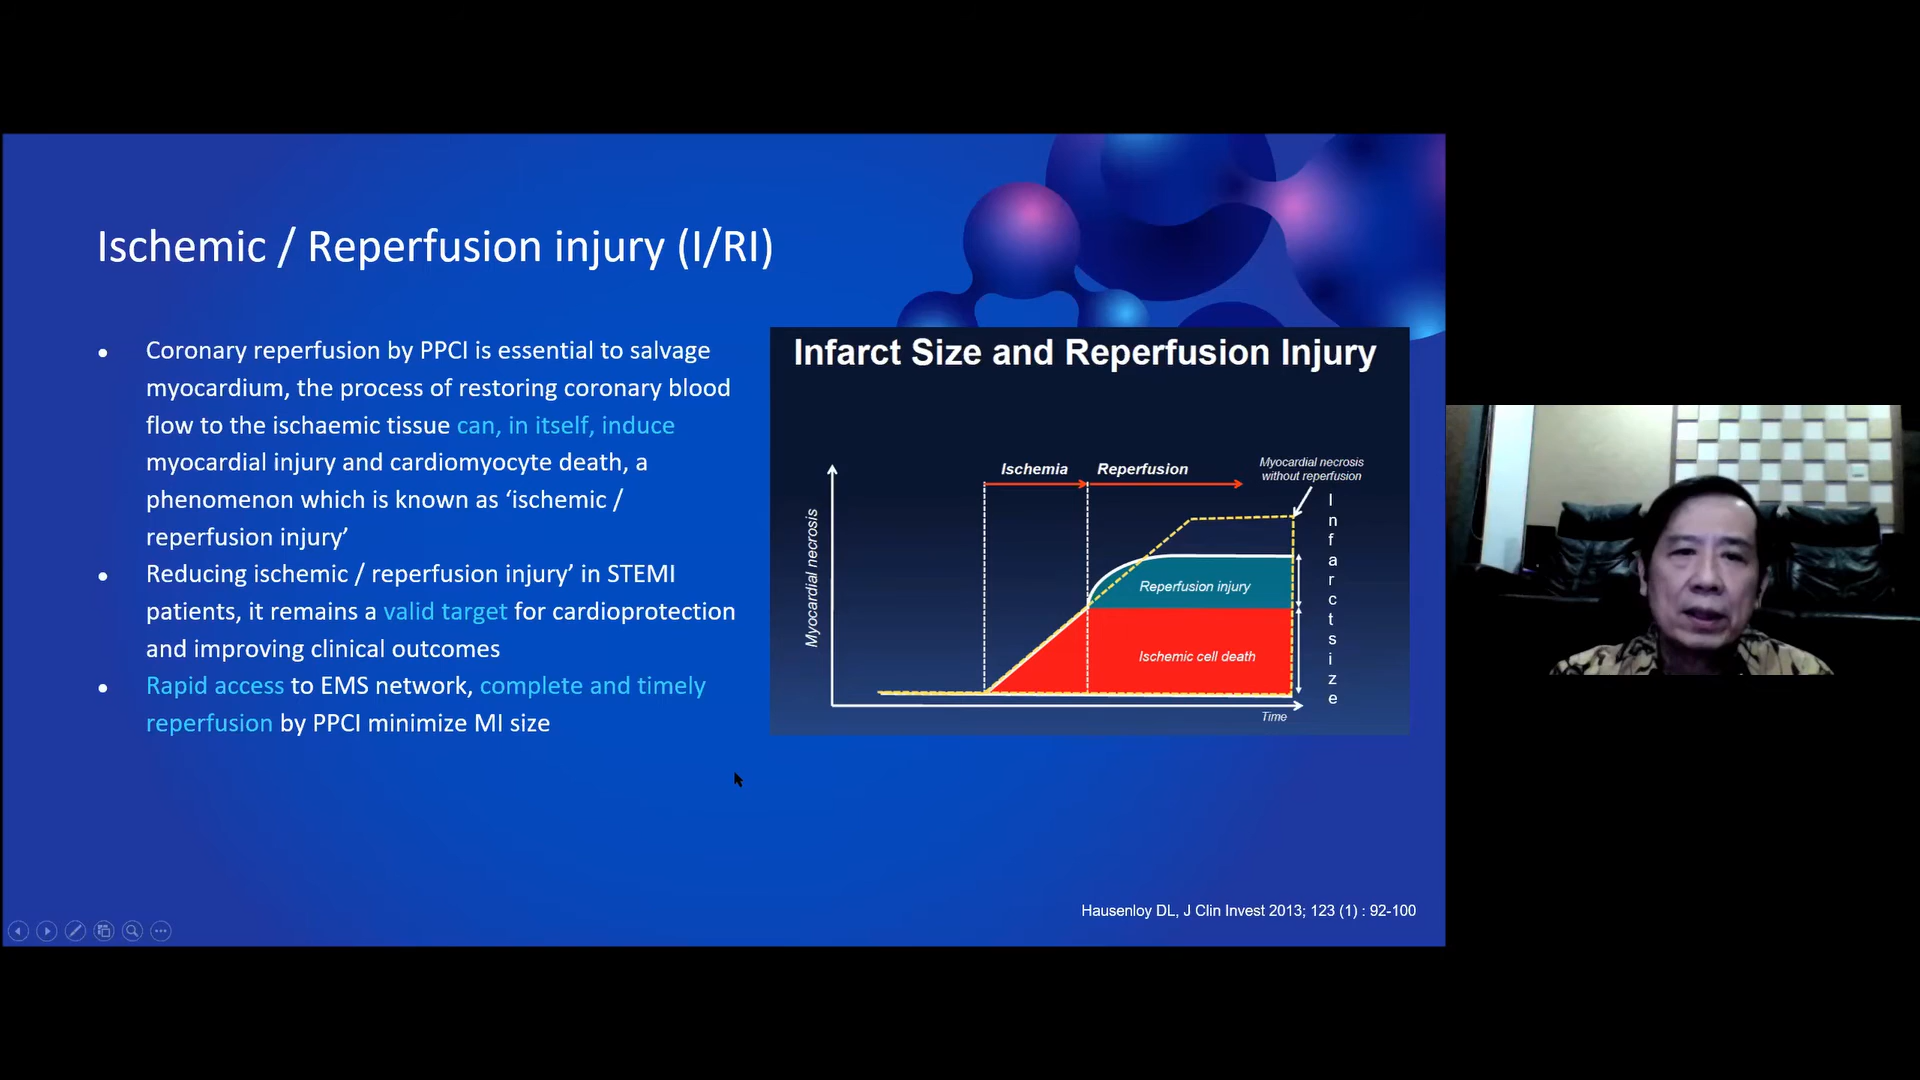 Ischemic / Reperfusion injury (I/RI)
• Coronary reperfusion by PPCI is essential to salvage
myocardium, the process of restoring coronary blood
flow to the ischaemic tissue can, in itself, induce
myocardial injury and cardiomyocyte death, a
phenomenon which is known as ‘ischemic /
reperfusion injury’
• Reducing ischemic / reperfusion injury’ in STEMI
patients, it remains a valid target for cardioprotection
and improving clinical outcomes
• Rapid access to EMS network, complete and timely
reperfusion by PPCI minimize MI size
Infarct Size and Reperfusion Injury
Ischemia
Reperfusion
Myocardial necrosis
without reperfusion
Myocardial necrosis
Reperfusion injury
Ischemic cell death
Infarct size
Time
Hausenloy DL, J Clin Invest 2013; 123 (1) : 92-100